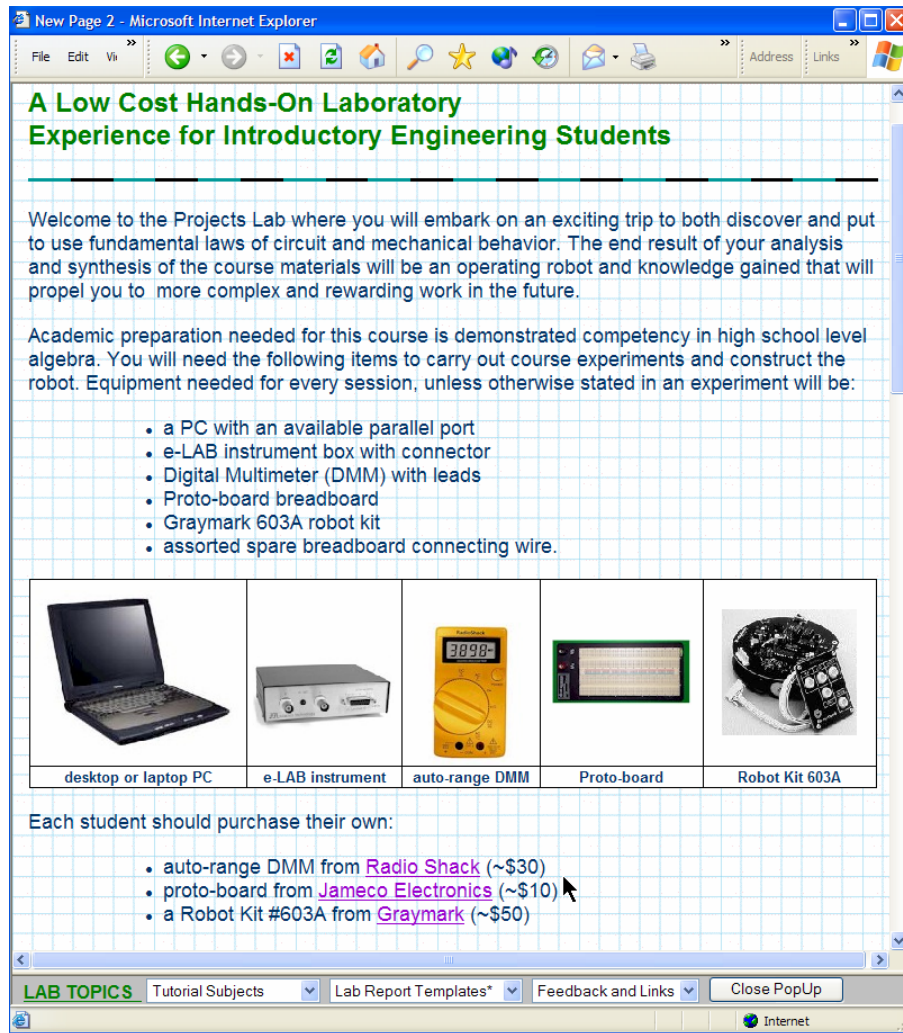 New Page 2 - Microsoft Internet Explorer
File Edit Vi » » Address Links »
A Low Cost Hands-On Laboratory
Experience for Introductory Engineering Students
Welcome to the Projects Lab where you will embark on an exciting trip to both discover and put
to use fundamental laws of circuit and mechanical behavior. The end result of your analysis
and synthesis of the course materials will be an operating robot and knowledge gained that will
propel you to more complex and rewarding work in the future.
Academic preparation needed for this course is demonstrated competency in high school level
algebra. You will need the following items to carry out course experiments and construct the
robot. Equipment needed for every session, unless otherwise stated in an experiment will be:
• a PC with an available parallel port
• e-LAB instrument box with connector
• Digital Multimeter (DMM) with leads
• Proto-board breadboard
• Graymark 603A robot kit
• assorted spare breadboard connecting wire.
RadioShack
3898
desktop or laptop PC e-LAB instrument auto-range DMM Proto-board Robot Kit 603A
Each student should purchase their own:
• auto-range DMM from Radio Shack (~$30)
• proto-board from Jameco Electronics (~$10)
• a Robot Kit #603A from Graymark (~$50)
LAB TOPICS Tutorial Subjects Lab Report Templates* Feedback and Links Close PopUp
Internet